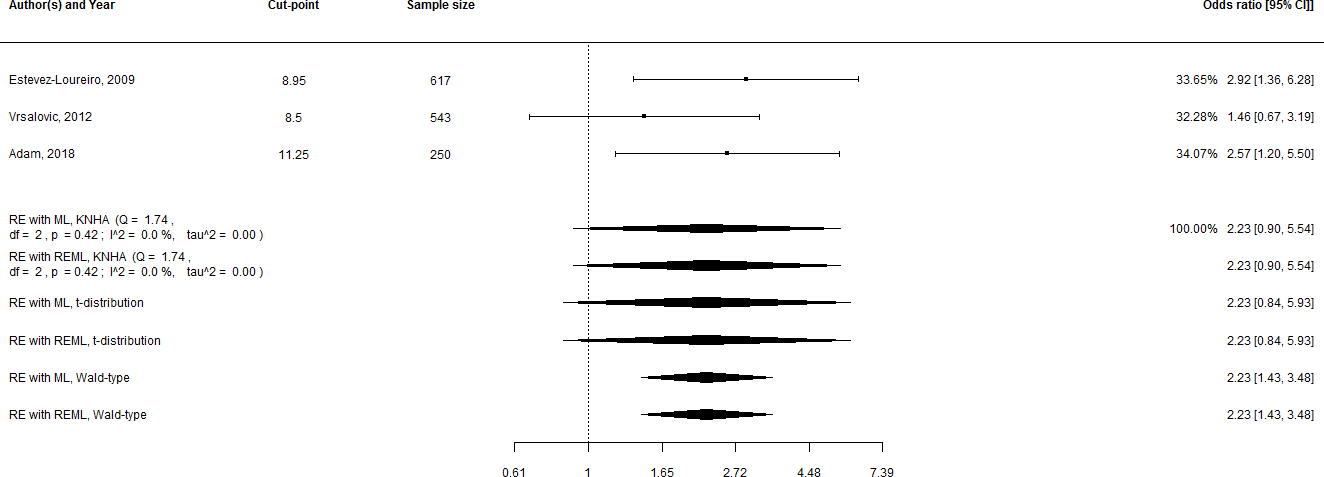 Author(s) and Year Cut-point Sample size Odds ratio [95% CI]]
Estevez-Loureiro, 2009 8.95 617 33.65% 2.92 [1.36, 6.28]
Vrsalovic, 2012 8.5 543 32.28% 1.46 [0.67, 3.19]
Adam, 2018 11.25 250 34.07% 2.57 [1.20, 5.50]
RE with ML, KNHA (Q = 1.74 ,
df = 2 , p = 0.42 ; I^2 = 0.0 %, tau^2 = 0.00 ) 100.00% 2.23 [0.90, 5.54]
RE with REML, KNHA (Q = 1.74 ,
df = 2 , p = 0.42 ; I^2 = 0.0 %, tau^2 = 0.00 ) 2.23 [0.90, 5.54]
RE with ML, t-distribution 2.23 [0.84, 5.93]
RE with REML, t-distribution 2.23 [0.84, 5.93]
RE with ML, Wald-type 2.23 [1.43, 3.48]
RE with REML, Wald-type 2.23 [1.43, 3.48]
0.61 1 1.65 2.72 4.48 7.39